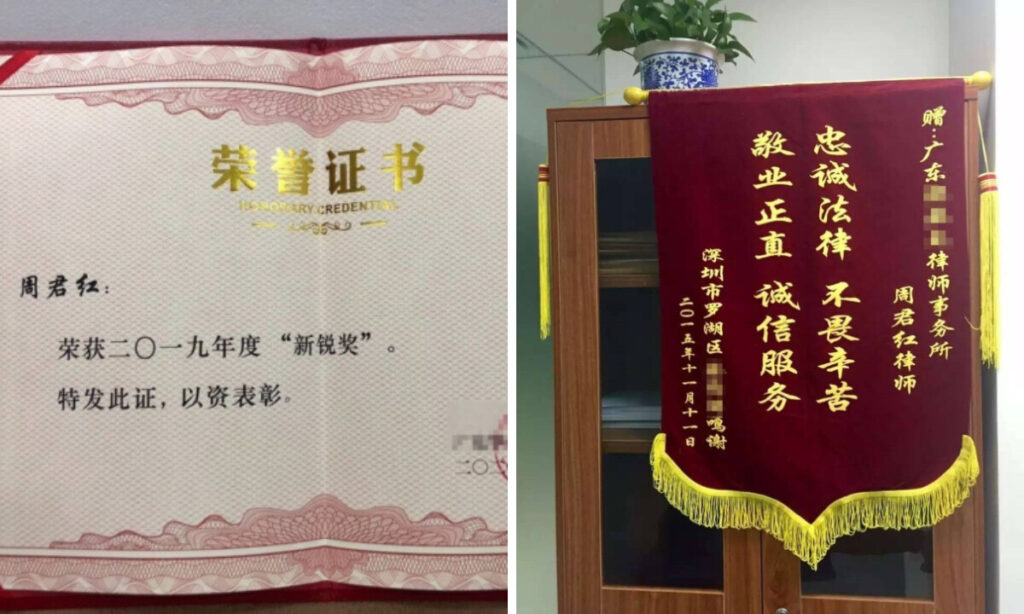 荣誉证书
HONORARY CREDENTIAL
周君红：
荣获二〇一九年度“新锐奖”。
特发此证，以资表彰。
二〇二
赠：广东
律师事务所
周君红律师
忠诚法律 不畏辛苦
敬业正直 诚信服务
深圳市罗湖区
鸣谢
二〇一五年十一月十一日